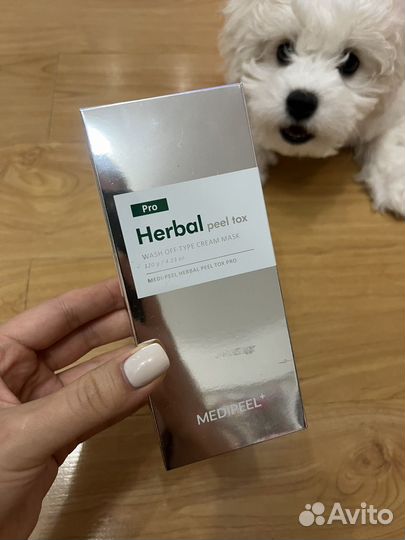 Pro
Herbal peel tox
WASH OFF TYPE CREAM MASK
120 g / 4.23 oz
MEDI-PEEL HERBAL PEEL TOX PRO
MEDIPEEL+
Avito